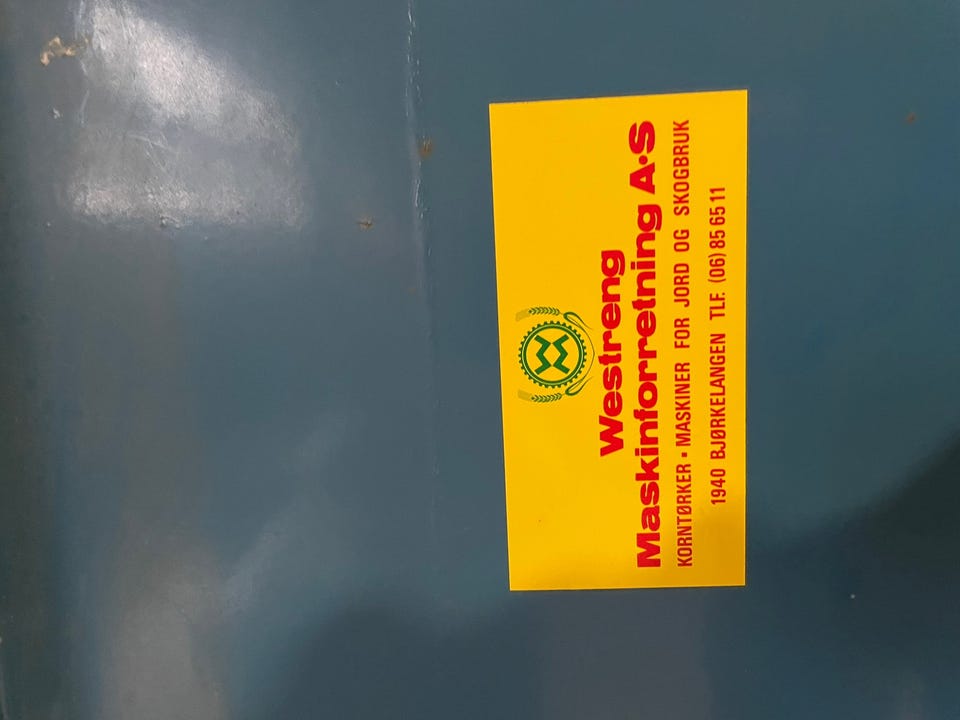 Westreng
Maskinforretning A·S
KORNTØRKER · MASKINER FOR JORD OG SKOGBRUK
1940 BJØRKELANGEN TLF. (06) 85 65 11